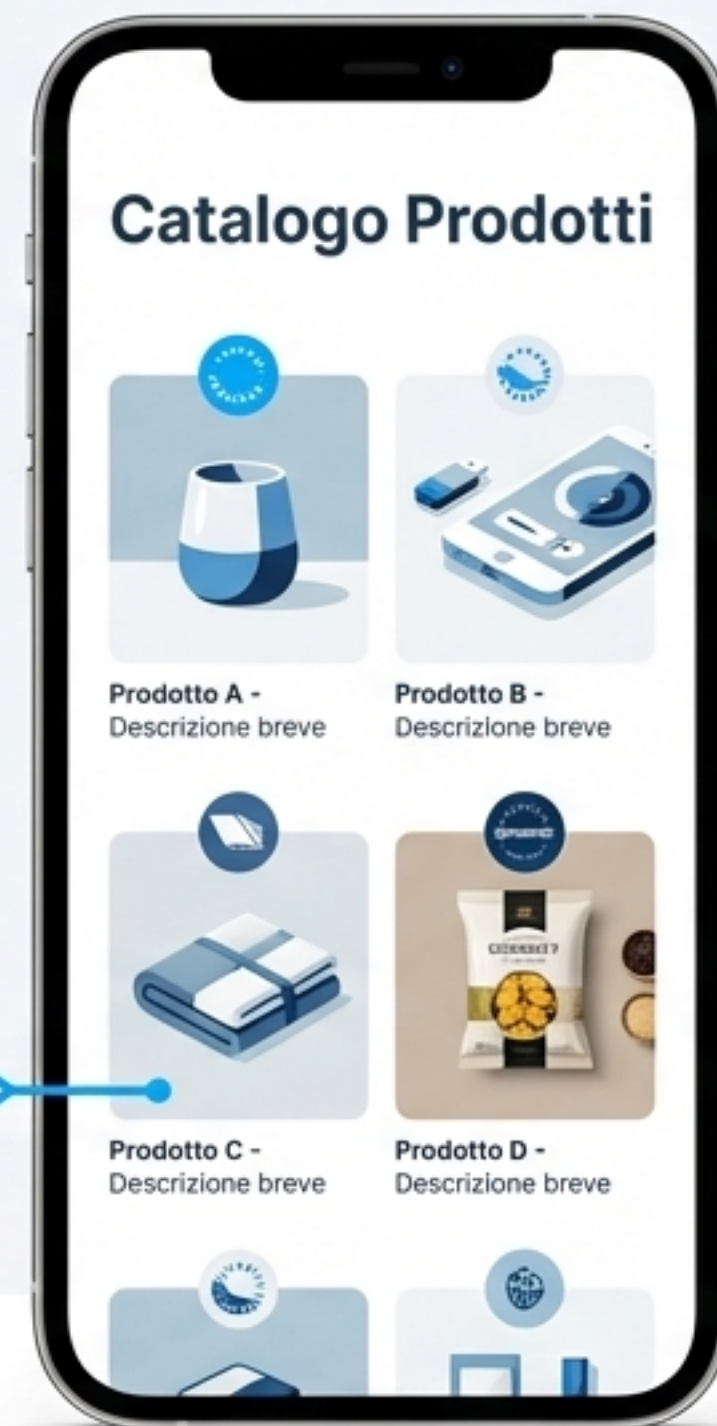 Catalogo Prodotti
Prodotto A -
Descrizione breve
Prodotto B -
Descrizione breve
Prodotto C -
Descrizione breve
Prodotto D -
Descrizione breve